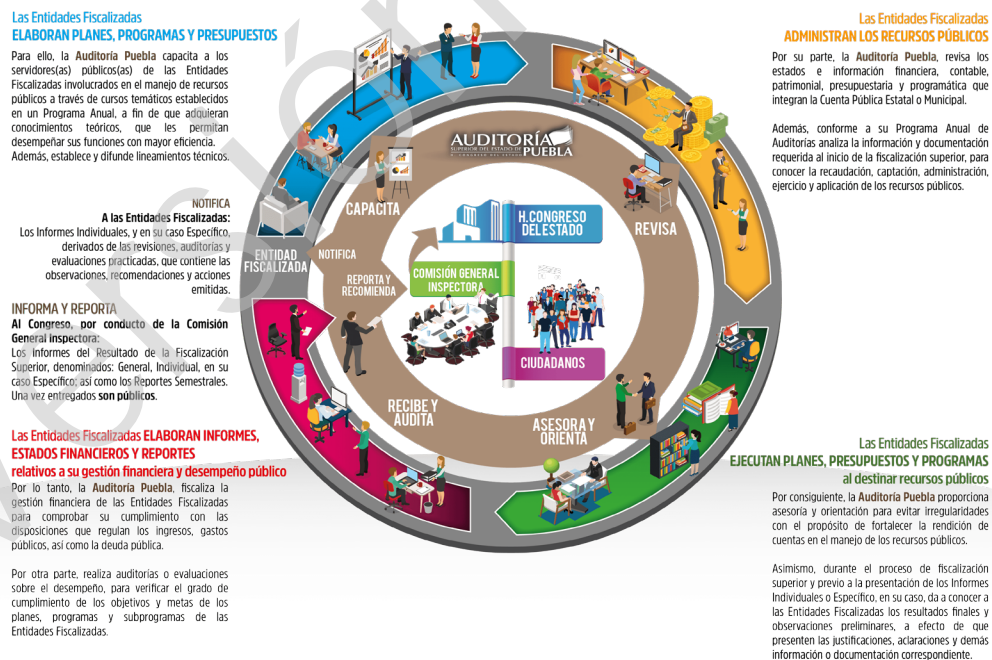 Las Entidades Fiscalizadas
ELABORAN PLANES, PROGRAMAS Y PRESUPUESTOS
Para ello, la Auditoría Puebla capacita a los
servidores(as) públicos(as) de las Entidades
Fiscalizadas involucrados en el manejo de recursos
públicos a través de cursos temáticos establecidos
en un Programa Anual, a fin de que adquieran
conocimientos teóricos, que les permitan
desempeñar sus funciones con mayor eficiencia.
Además, establece y difunde lineamientos técnicos.
NOTIFICA
A las Entidades Fiscalizadas:
Los Informes Individuales, y en su caso Específico,
derivados de las revisiones, auditorías y
evaluaciones practicadas, que contiene las
observaciones, recomendaciones y acciones
emitidas.
INFORMA Y REPORTA
Al Congreso, por conducto de la Comisión
General inspectora:
Los Informes del Resultado de la Fiscalización
Superior, denominados: General, Individual, en su
caso Específico; así como los Reportes Semestrales.
Una vez entregados son públicos.
Las Entidades Fiscalizadas ELABORAN INFORMES,
ESTADOS FINANCIEROS Y REPORTES
relativos a su gestión financiera y desempeño público
Por lo tanto, la Auditoría Puebla, fiscaliza la
gestión financiera de las Entidades Fiscalizadas
para comprobar su cumplimiento con las
disposiciones que regulan los ingresos, gastos
públicos, así como la deuda pública.
Por otra parte, realiza auditorías o evaluaciones
sobre el desempeño, para verificar el grado de
cumplimiento de los objetivos y metas de los
planes, programas y subprogramas de las
Entidades Fiscalizadas.
AUDITORÍA
SUPERIOR DEL ESTADO DE
PUEBLA
H. CONGRESO DEL ESTADO
CAPACITA
REVISA
H.CONGRESO
DEL ESTADO
ENTIDAD
FISCALIZADA
NOTIFICA
REPORTA Y
RECOMIENDA
COMISIÓN GENERAL
INSPECTORA
CIUDADANOS
RECIBE Y
AUDITA
ASESORA Y
ORIENTA
Las Entidades Fiscalizadas
ADMINISTRAN LOS RECURSOS PÚBLICOS
Por su parte, la Auditoría Puebla, revisa los
estados e información financiera, contable,
patrimonial, presupuestaria y programática que
integran la Cuenta Pública Estatal o Municipal.
Además, conforme a su Programa Anual de
Auditorías analiza la información y documentación
requerida al inicio de la fiscalización superior, para
conocer la recaudación, captación, administración,
ejercicio y aplicación de los recursos públicos.
Las Entidades Fiscalizadas
EJECUTAN PLANES, PRESUPUESTOS Y PROGRAMAS
al destinar recursos públicos
Por consiguiente, la Auditoría Puebla proporciona
asesoría y orientación para evitar irregularidades
con el propósito de fortalecer la rendición de
cuentas en el manejo de los recursos públicos.
Asimismo, durante el proceso de fiscalización
superior y previo a la presentación de los Informes
Individuales o Específico, en su caso, da a conocer a
las Entidades Fiscalizadas los resultados finales y
observaciones preliminares, a efecto de que
presenten las justificaciones, aclaraciones y demás
información o documentación correspondiente.